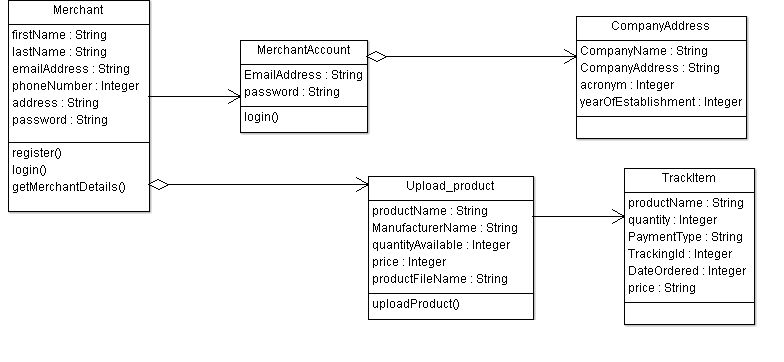 Merchant
firstName : String
lastName : String
emailAddress : String
phoneNumber : Integer
address : String
password : String
register()
login()
getMerchantDetails()
MerchantAccount
EmailAddress : String
password : String
login()
CompanyAddress
CompanyName : String
CompanyAddress : String
acronym : Integer
yearOfEstablishment : Integer
Upload_product
productName : String
ManufacturerName : String
quantityAvailable : Integer
price : Integer
productFileName : String
uploadProduct()
TrackItem
productName : String
quantity : Integer
PaymentType : String
TrackingId : Integer
DateOrdered : Integer
price : String